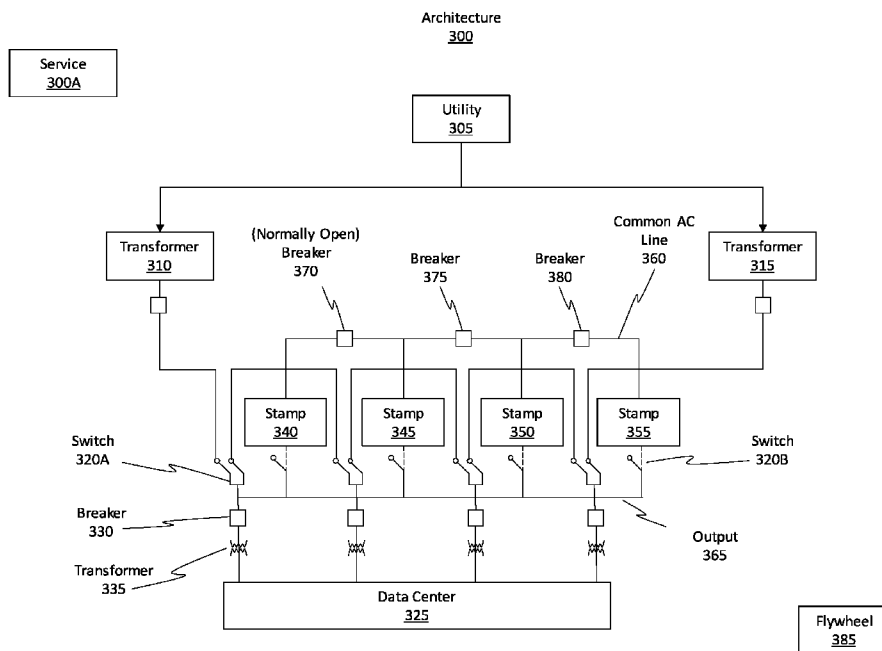 Architecture
300
Service
300A
Utility
305
Transformer
310
(Normally Open)
Breaker
370
Breaker
375
Breaker
380
Common AC
Line
360
Transformer
315
Stamp
340
Stamp
345
Stamp
350
Stamp
355
Switch
320A
Switch
320B
Breaker
330
Output
365
Transformer
335
Data Center
325
Flywheel
385